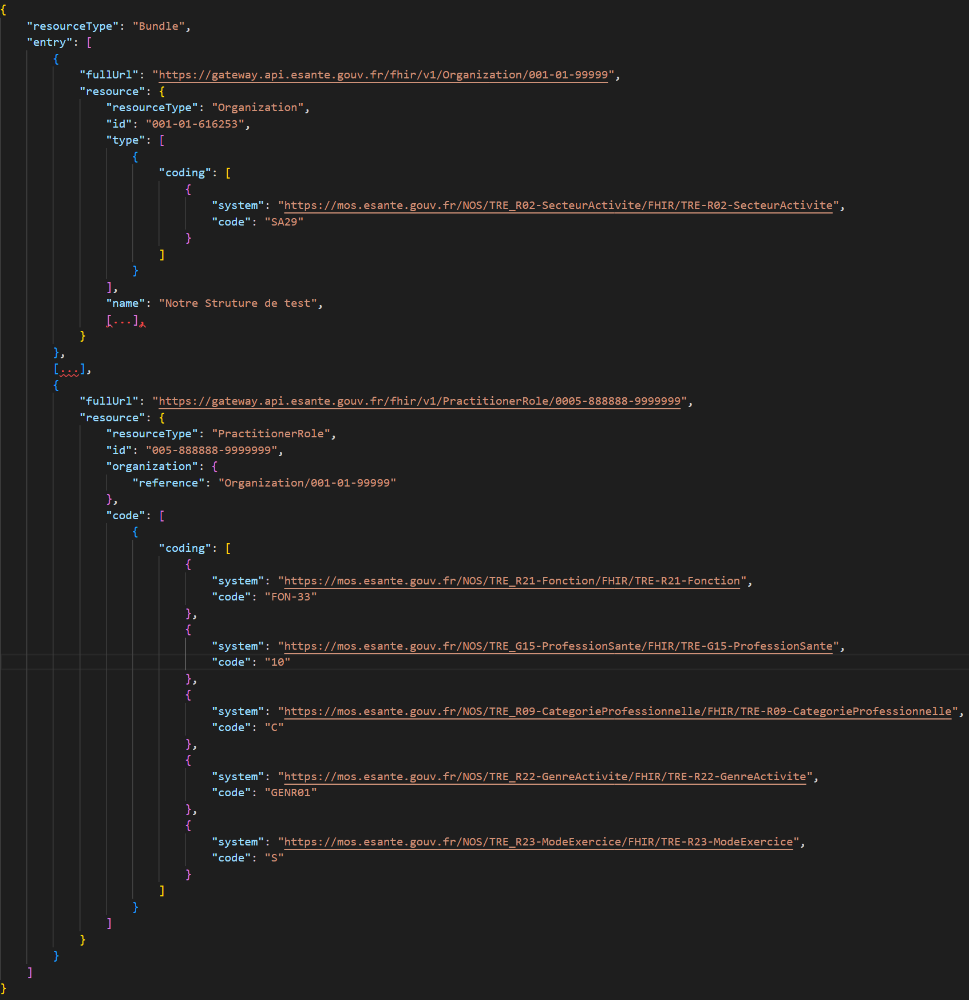 {
"resourceType": "Bundle",
"entry": [
{
"fullUrl": "https://gateway.api.esante.gouv.fr/fhir/v1/Organization/001-01-99999",
"resource": {
"resourceType": "Organization",
"id": "001-01-616253",
"type": [
{
"coding": [
{
"system": "https://mos.esante.gouv.fr/NOS/TRE_R02-SecteurActivite/FHIR/TRE-R02-SecteurActivite",
"code": "SA29"
}
]
}
],
"name": "Notre Struture de test",
[...],
}
},
[...],
{
"fullUrl": "https://gateway.api.esante.gouv.fr/fhir/v1/PractitionerRole/0005-888888-9999999",
"resource": {
"resourceType": "PractitionerRole",
"id": "005-888888-9999999",
"organization": {
"reference": "Organization/001-01-99999"
},
"code": [
{
"coding": [
{
"system": "https://mos.esante.gouv.fr/NOS/TRE_R21-Fonction/FHIR/TRE-R21-Fonction",
"code": "FON-33"
},
{
"system": "https://mos.esante.gouv.fr/NOS/TRE_G15-ProfessionSante/FHIR/TRE-G15-ProfessionSante",
"code": "10"
},
{
"system": "https://mos.esante.gouv.fr/NOS/TRE_R09-CategorieProfessionnelle/FHIR/TRE-R09-CategorieProfessionnelle",
"code": "C"
},
{
"system": "https://mos.esante.gouv.fr/NOS/TRE_R22-GenreActivite/FHIR/TRE-R22-GenreActivite",
"code": "GENR01"
},
{
"system": "https://mos.esante.gouv.fr/NOS/TRE_R23-ModeExercice/FHIR/TRE-R23-ModeExercice",
"code": "S"
}
]
}
]
}
}
]
}